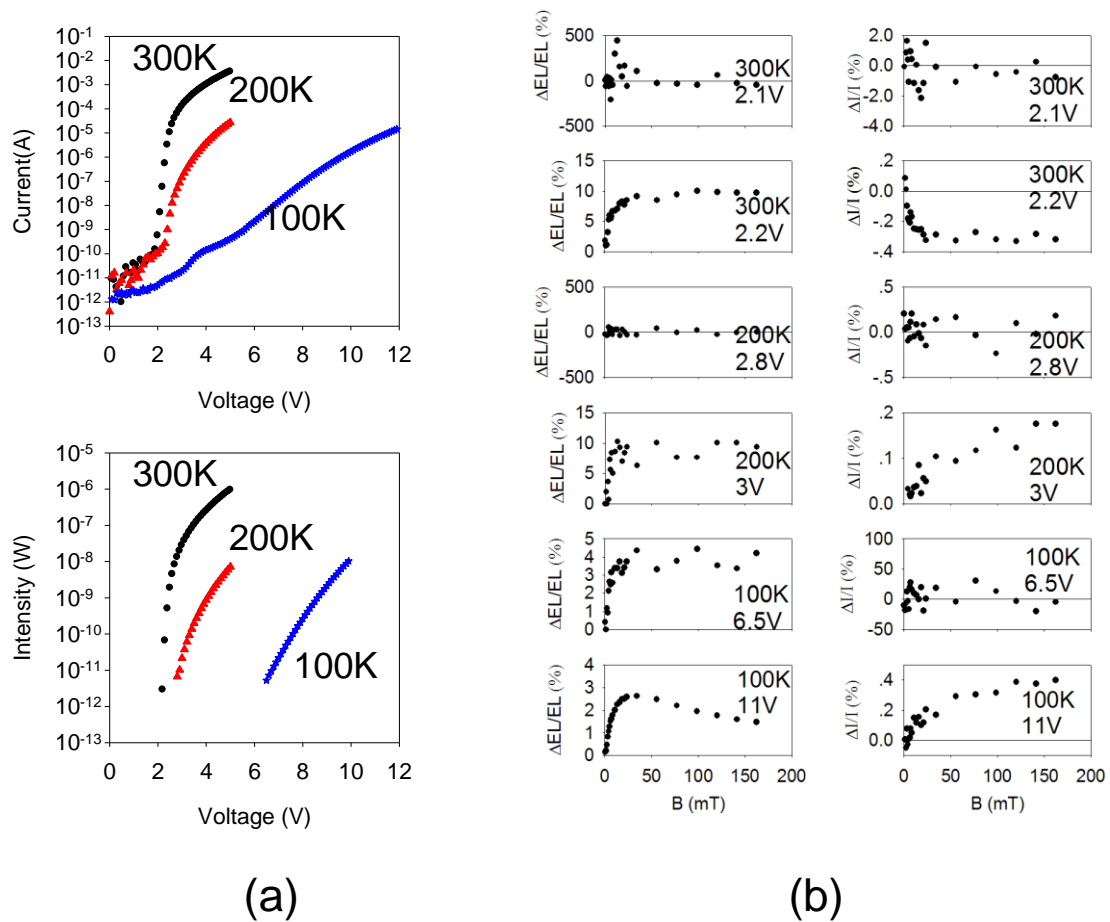 10-1
10-2
10-3
10-4
10-5
10-6
10-7
10-8
10-9
10-10
10-11
10-12
10-13
Current(A)
300K
200K
100K
0 2 4 6 8 10 12
Voltage (V)
10-5
10-6
10-7
10-8
10-9
10-10
10-11
10-12
10-13
Intensity (W)
300K
200K
100K
0 2 4 6 8 10 12
Voltage (V)
(a)
ΔEL/EL (%)
500
0
-500
300K
2.1V
ΔI/I (%)
2.0
0.0
-2.0
-4.0
300K
2.1V
ΔEL/EL (%)
15
10
5
0
300K
2.2V
ΔI/I (%)
.2
0.0
-.2
-.4
300K
2.2V
ΔEL/EL (%)
500
0
-500
200K
2.8V
ΔI/I (%)
.5
0.0
-.5
200K
2.8V
ΔEL/EL (%)
15
10
5
0
200K
3V
ΔI/I (%)
.2
.1
0.0
200K
3V
ΔEL/EL (%)
5
4
3
2
1
0
100K
6.5V
ΔI/I (%)
100
50
0
-50
100K
6.5V
ΔEL/EL (%)
4
3
2
1
0
100K
11V
0 50 100 150 200
B (mT)
ΔI/I (%)
.4
.2
0.0
100K
11V
0 50 100 150 200
B (mT)
(b)